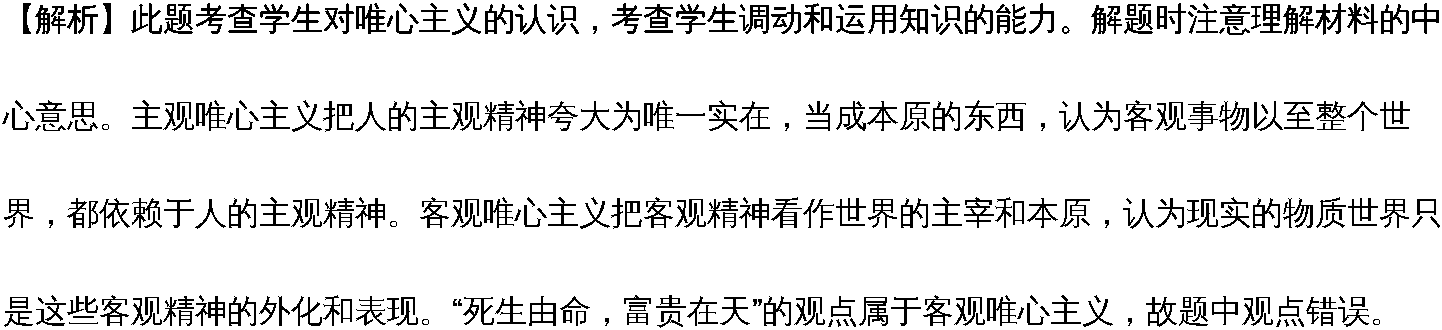 【解析】此题考查学生对唯心主义的认识，考查学生调动和运用知识的能力。解题时注意理解材料的中
心意思。主观唯心主义把人的主观精神夸大为唯一实在，当成本原的东西，认为客观事物以至整个世
界，都依赖于人的主观精神。客观唯心主义把客观精神看作世界的主宰和本原，认为现实的物质世界只
是这些客观精神的外化和表现。“死生由命，富贵在天”的观点属于客观唯心主义，故题中观点错误。